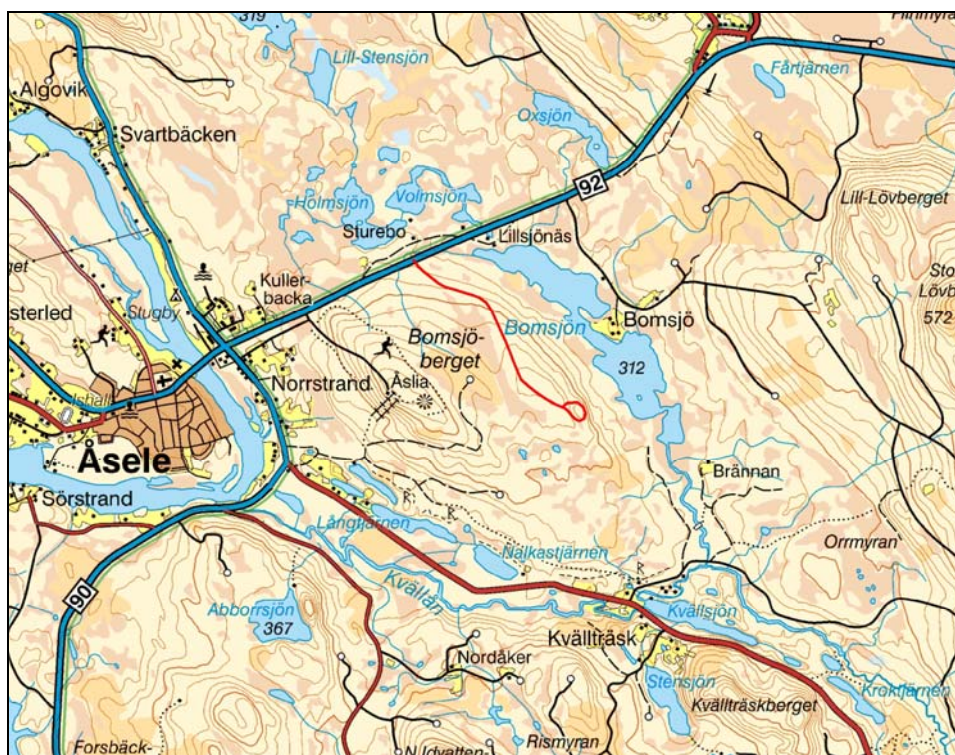 319
Lill-Stensjön
Fårtjärnen
Algovik
Svartbäcken
Oxsjön
92
Holmsjön
Volmsjön
Lill-Lövberget
Sturebo
Lillsjönäs
Kuller-
backa
Stugby
Bomsjön
Bomsjö
Bomsjö-
berget
572
312
Norrstrand
Åslia
Ishall
Åsele
Brännan
Sörstrand
Långtjärnen
Nalkastjärnen
Orrmyran
90
Kvällån
Abborrsjön
367
Kvällsjön
Kvällträsk
Nordåker
Stensjön
Kroktjärnen
Kvällträskberget
Rismyran
Forsbäck-